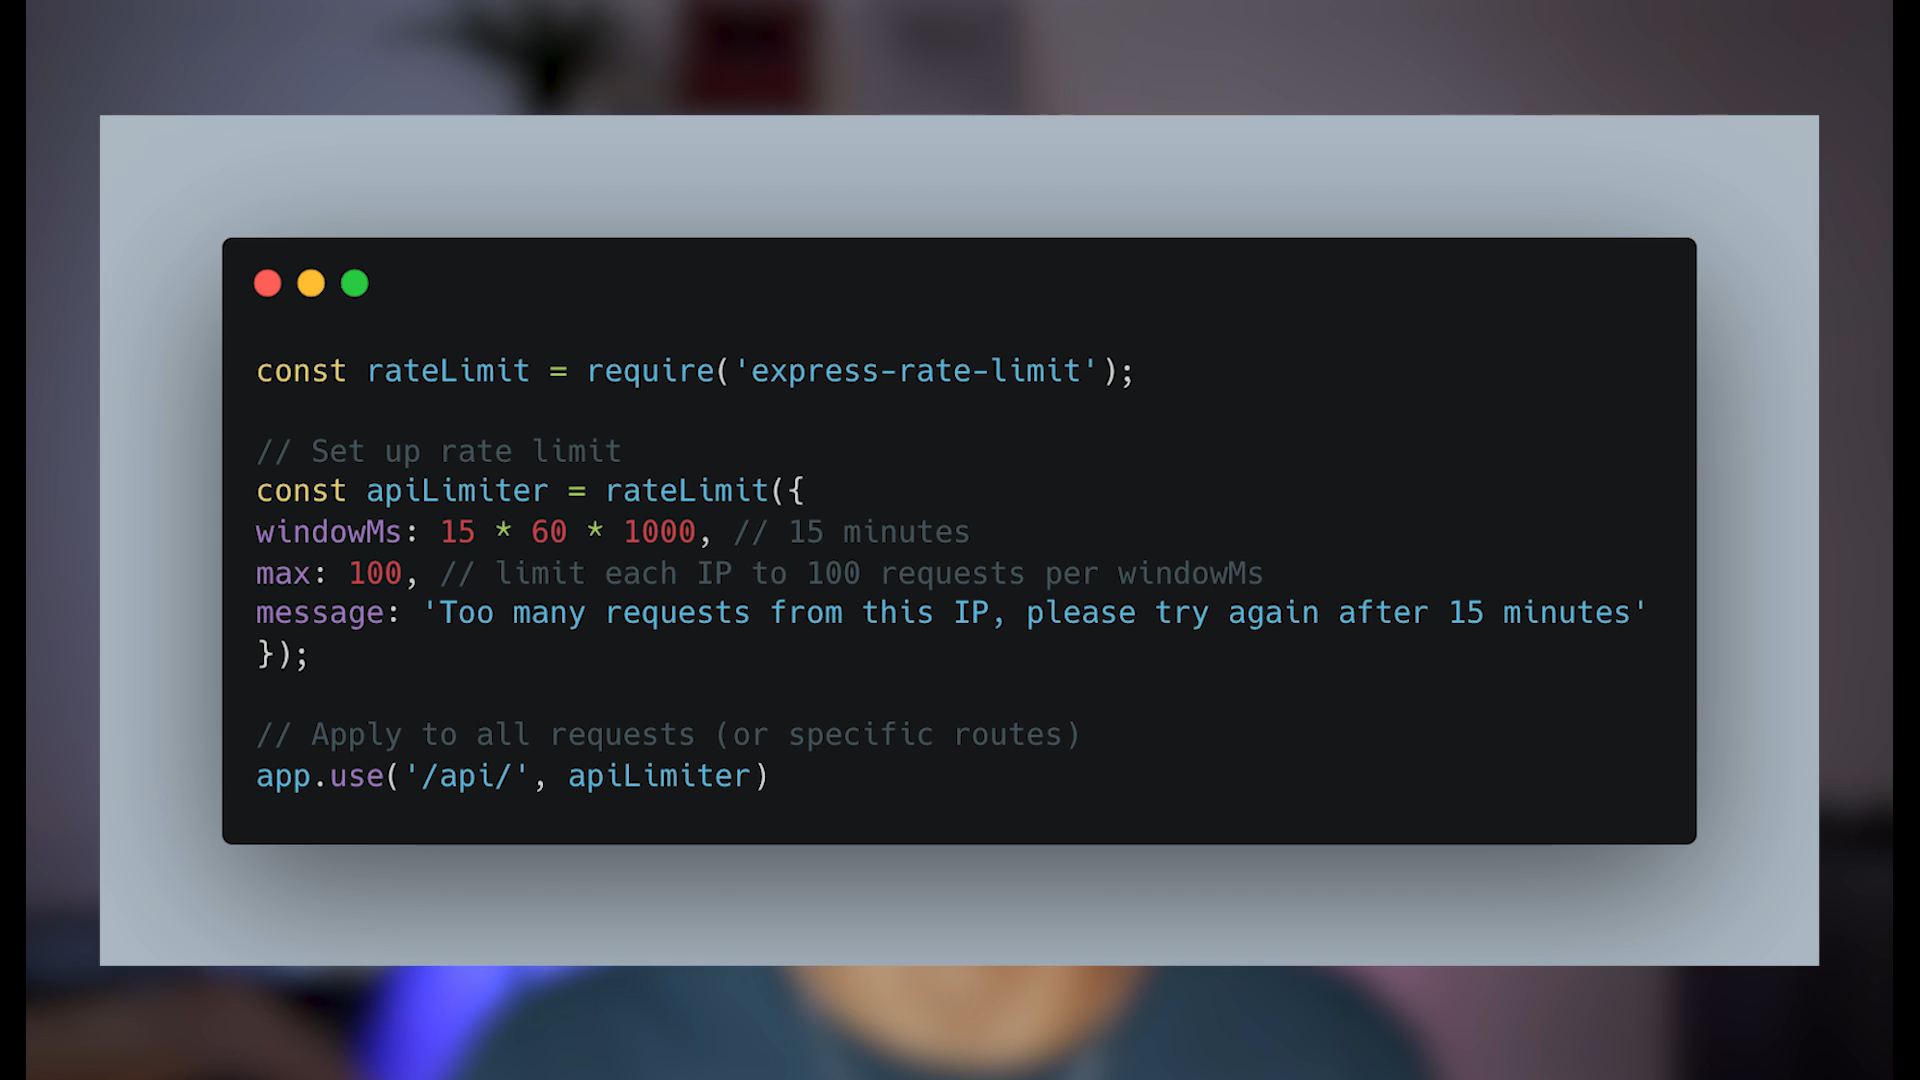 const rateLimit = require('express-rate-limit');
// Set up rate limit
const apiLimiter = rateLimit({
windowMs: 15 * 60 * 1000, // 15 minutes
max: 100, // limit each IP to 100 requests per windowMs
message: 'Too many requests from this IP, please try again after 15 minutes'
});
// Apply to all requests (or specific routes)
app.use('/api/', apiLimiter)